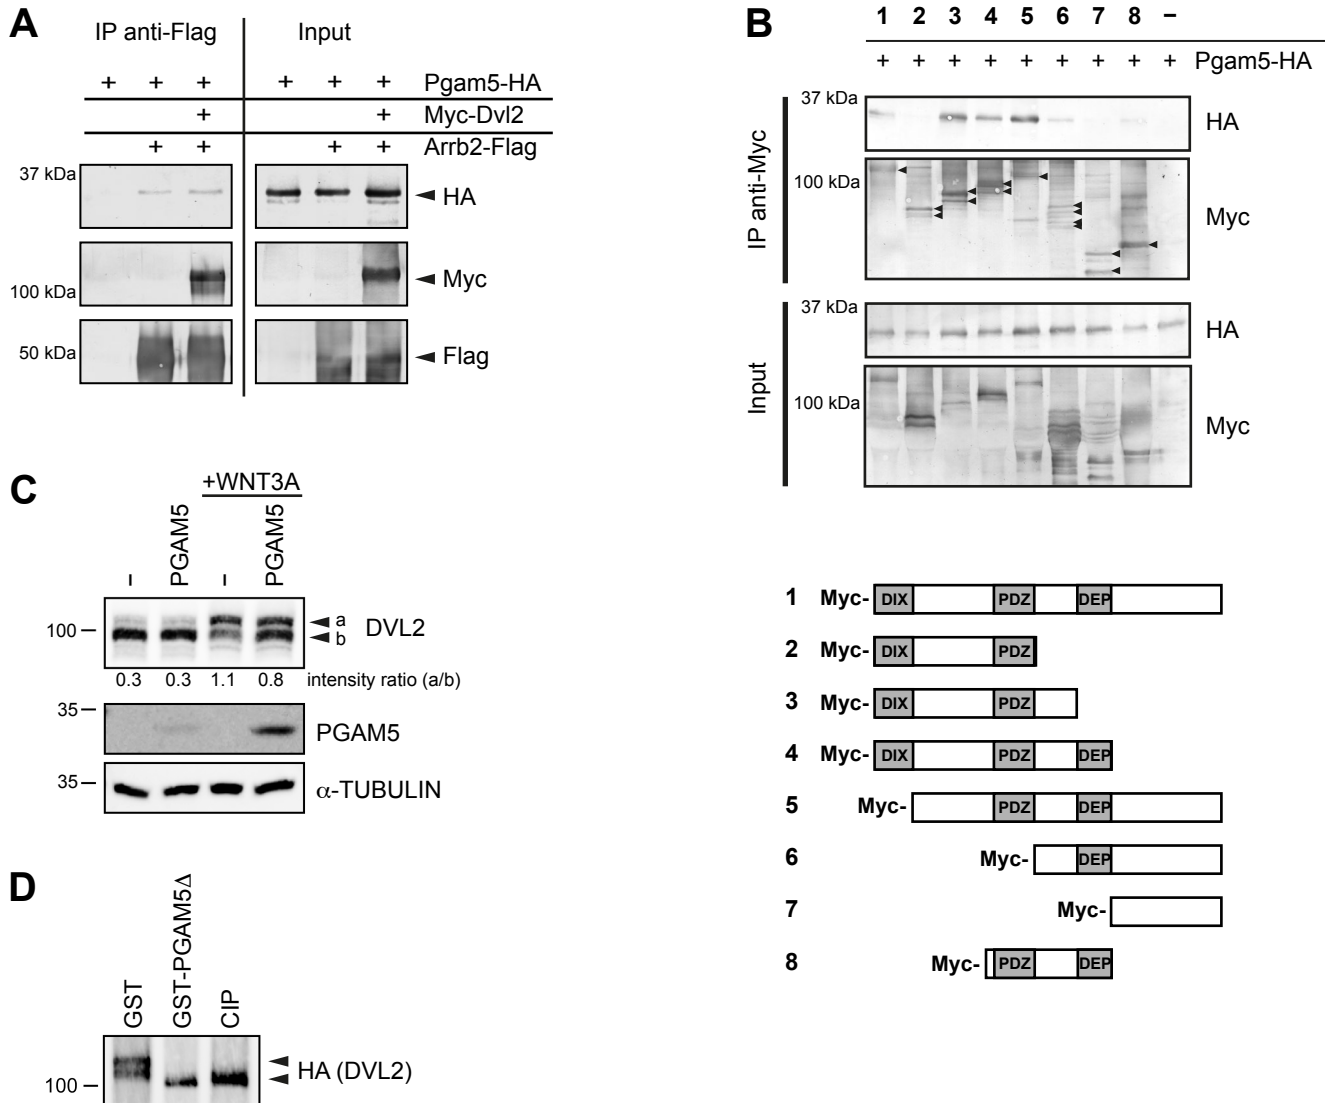 A
IP anti-Flag Input
+ + + + + + Pgam5-HA
+ + Myc-Dvl2
+ + + + Arrb2-Flag
37 kDa
HA
Myc
100 kDa
50 kDa
Flag
B
1 2 3 4 5 6 7 8 –
+ + + + + + + + + Pgam5-HA
IP anti-Myc
37 kDa
HA
100 kDa
Myc
Input
37 kDa
HA
100 kDa
Myc
1 Myc- DIX PDZ DEP
2 Myc- DIX PDZ
3 Myc- DIX PDZ
4 Myc- DIX PDZ DEP
5 Myc- PDZ DEP
6 Myc- DEP
7 Myc-
8 Myc- PDZ DEP
C
+WNT3A
– PGAM5 – PGAM5
100
a
b
DVL2
0.3 0.3 1.1 0.8 intensity ratio (a/b)
35
PGAM5
35
α-TUBULIN
D
GST GST-PGAM5Δ CIP
HA (DVL2)
100